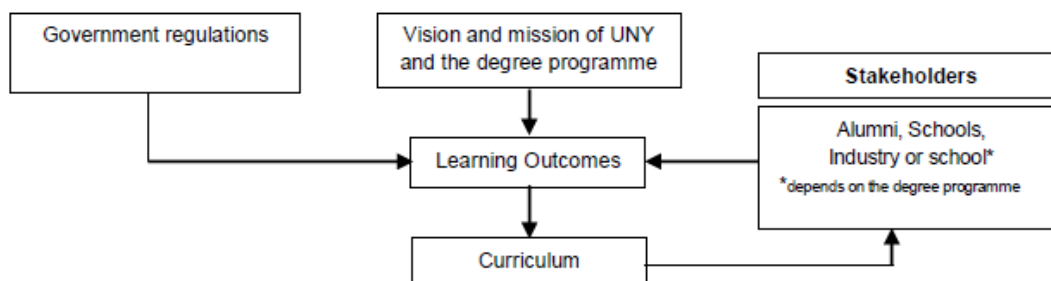 Government regulations
Vision and mission of UNY
and the degree programme
Stakeholders
Alumni, Schools,
Industry or school*
*depends on the degree programme
Learning Outcomes
Curriculum